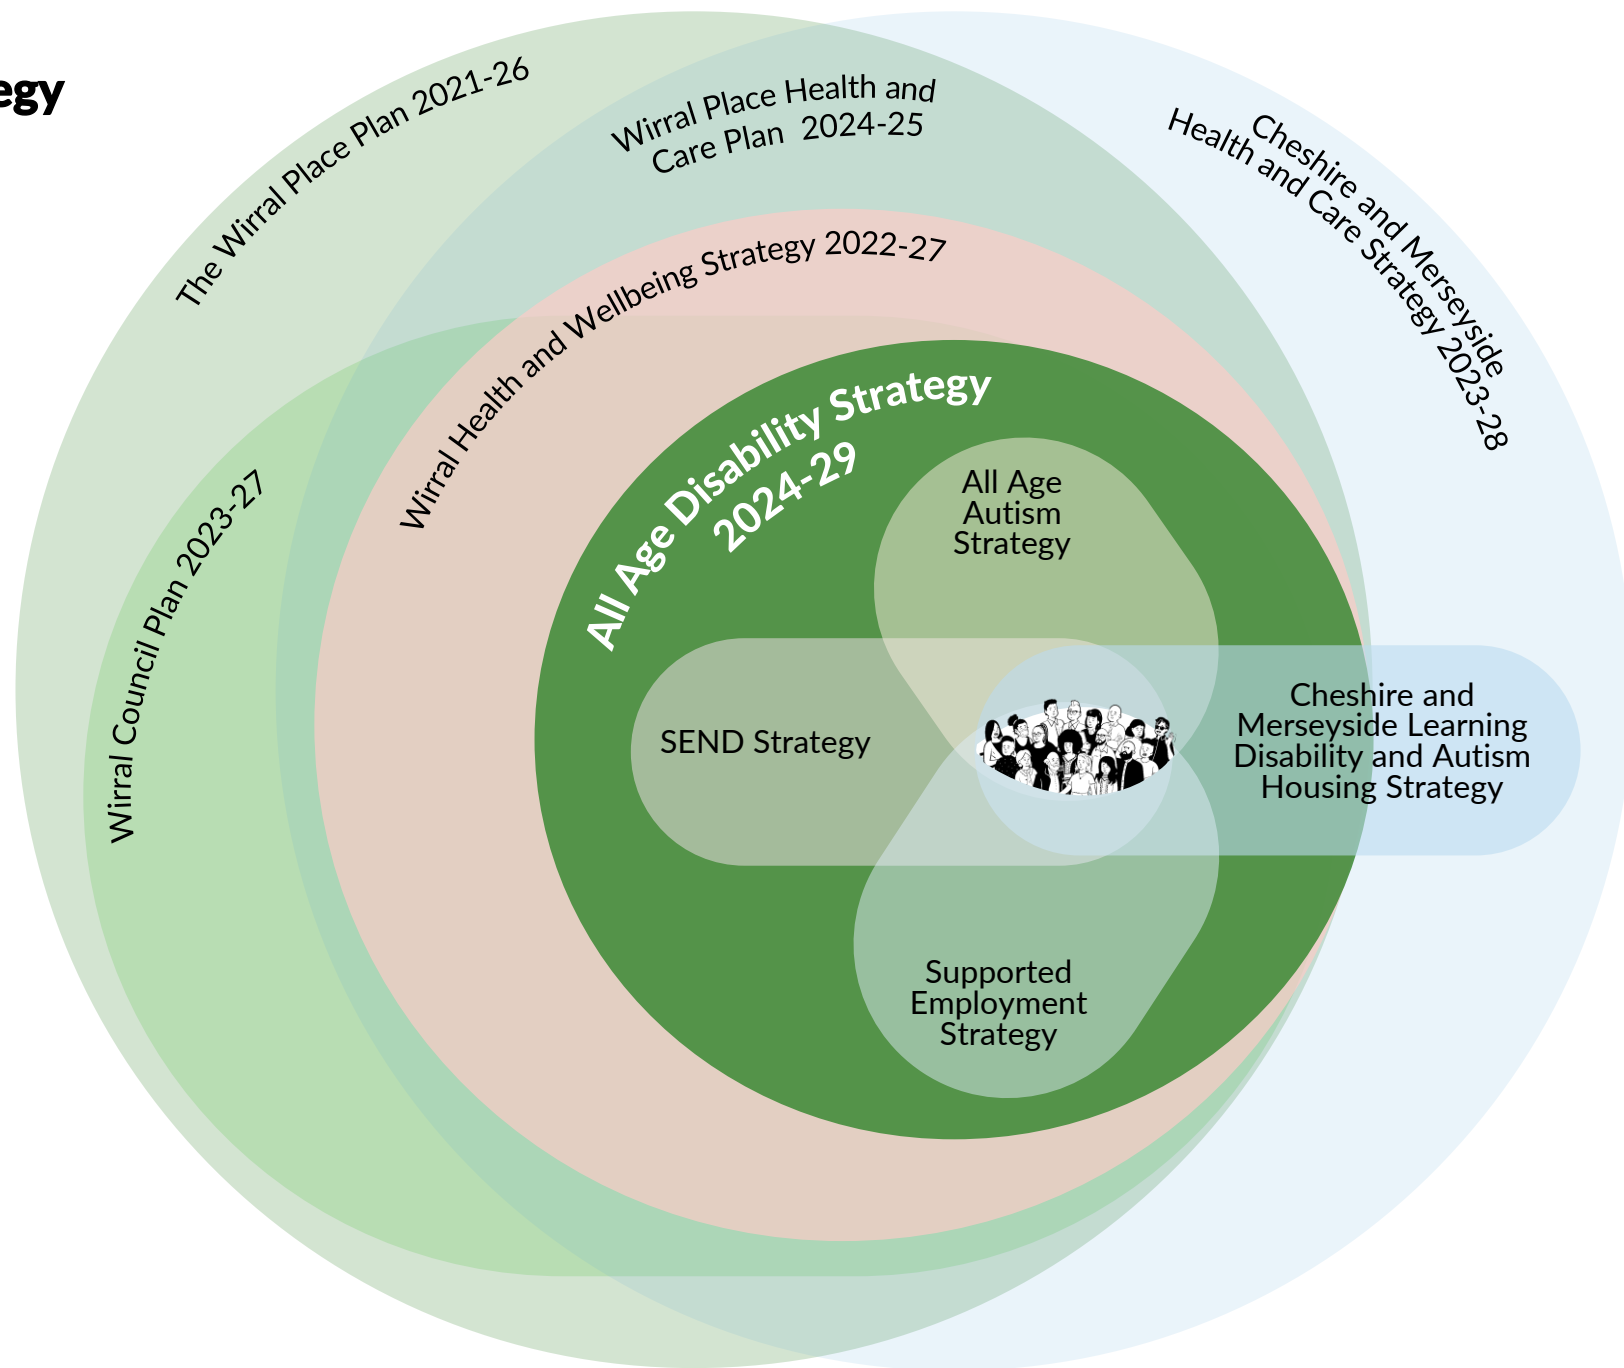 egy
The Wirral Place Plan 2021-26
Wirral Place Health and
Care Plan 2024-25
Cheshire and Merseyside
Health and Care Strategy 2023-28
Wirral Health and Wellbeing Strategy 2022-27
Wirral Council Plan 2023-27
All Age Disability Strategy
2024-29
All Age
Autism
Strategy
SEND Strategy
Cheshire and
Merseyside Learning
Disability and Autism
Housing Strategy
Supported
Employment
Strategy